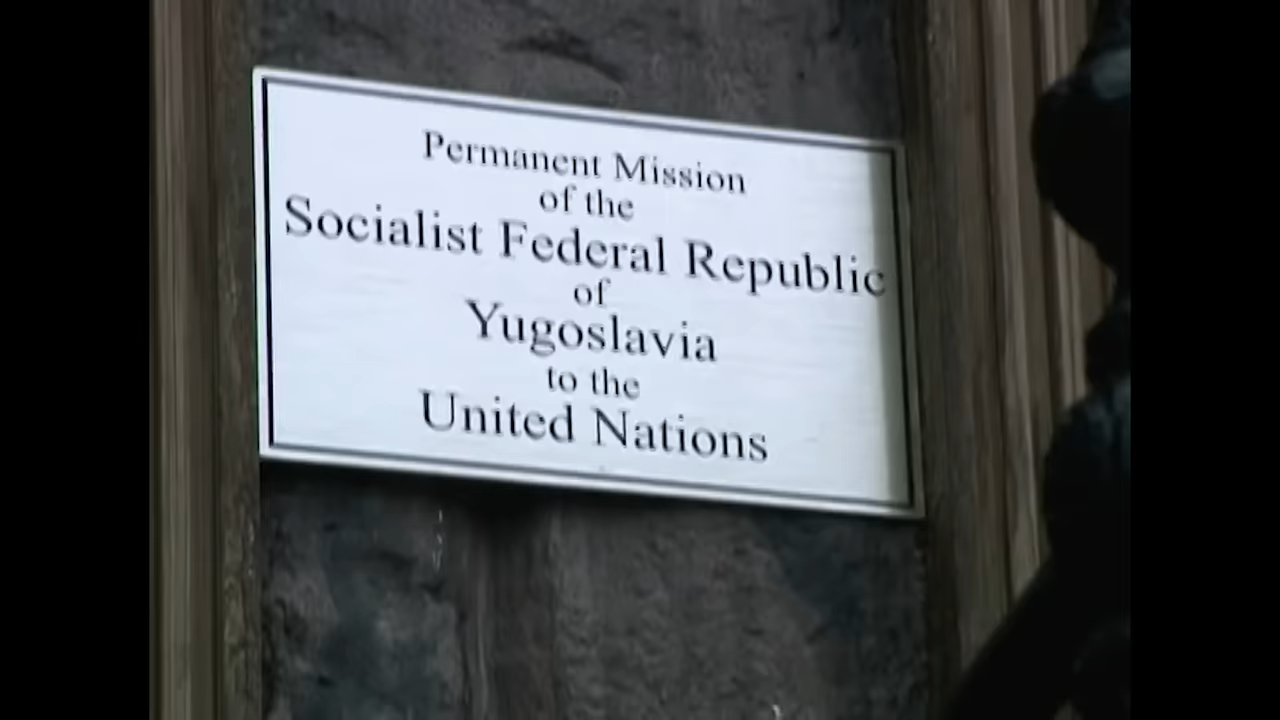 Permanent Mission
of the
Socialist Federal Republic
of
Yugoslavia
to the
United Nations